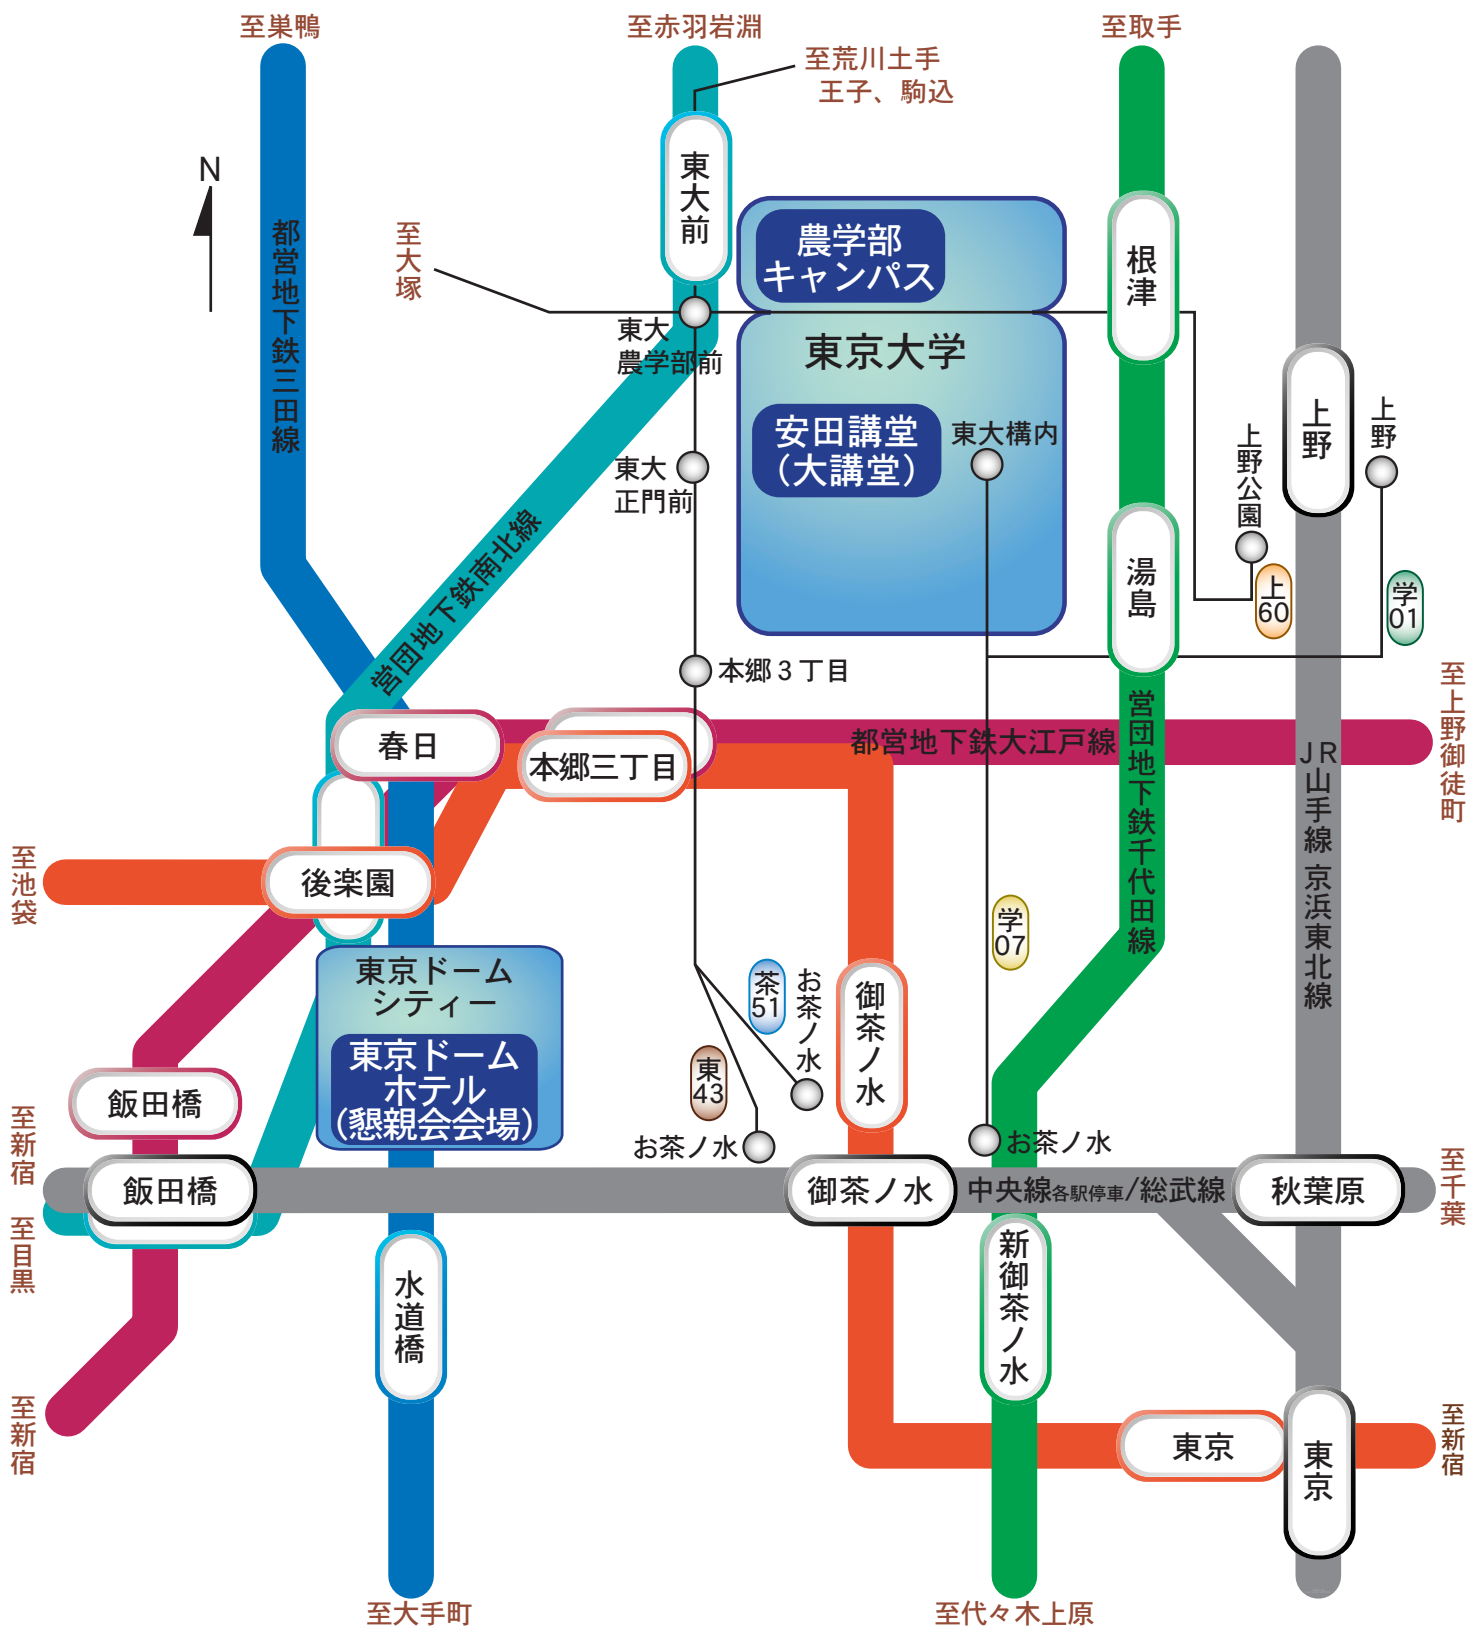 至巣鴨
至赤羽岩淵
至荒川土手
王子、駒込
至取手
N
東大前
農学部
キャンパス
根津
都営地下鉄三田線
至大塚
東大
農学部前
東京大学
上野
上野
安田講堂
（大講堂）
東大構内
上野公園
東大
正門前
営団地下鉄南北線
湯島
上
60
学
01
本郷3丁目
至上野御徒町
春日
本郷三丁目
都営地下鉄大江戸線
営団地下鉄千代田線
JR山手線 京浜東北線
至池袋
後楽園
学
07
東京ドーム
シティー
東京ドーム
ホテル
（懇親会会場）
茶
51
お茶ノ水
御茶ノ水
東
43
飯田橋
至新宿
お茶ノ水
お茶ノ水
飯田橋
御茶ノ水
中央線各駅停車/総武線
秋葉原
至千葉
至目黒
水道橋
新御茶ノ水
至新宿
東京
東京
至新宿
至大手町
至代々木上原